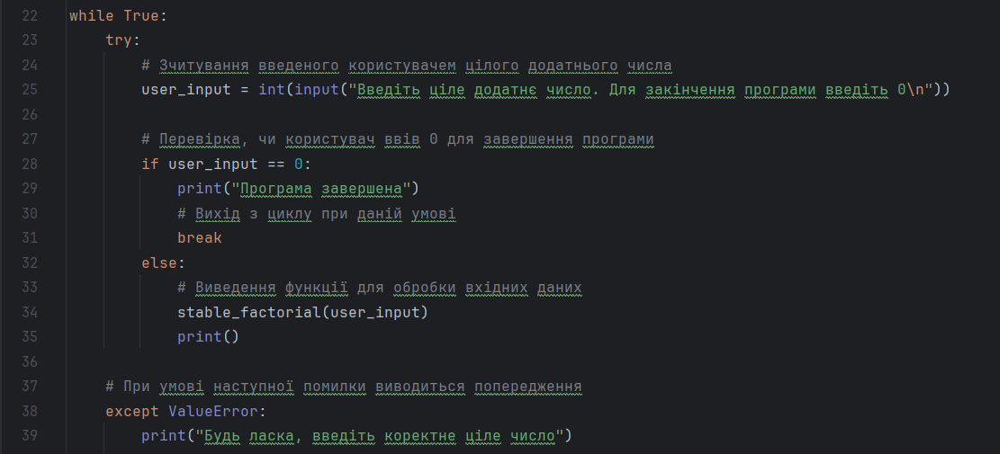 22 while True:
23 try:
24 # Зчитування введеного користувачем цілого додатнього числа
25 user_input = int(input("Введіть ціле додатнє число. Для закінчення програми введіть 0\n"))
26
27 # Перевірка, чи користувач ввів 0 для завершення програми
28 if user_input == 0:
29 print("Програма завершена")
30 # Вихід з циклу при даній умові
31 break
32 else:
33 # Виведення функції для обробки вхідних даних
34 stable_factorial(user_input)
35 print()
36
37 # При умові наступної помилки виводиться попередження
38 except ValueError:
39 print("Будь ласка, введіть коректне ціле число")